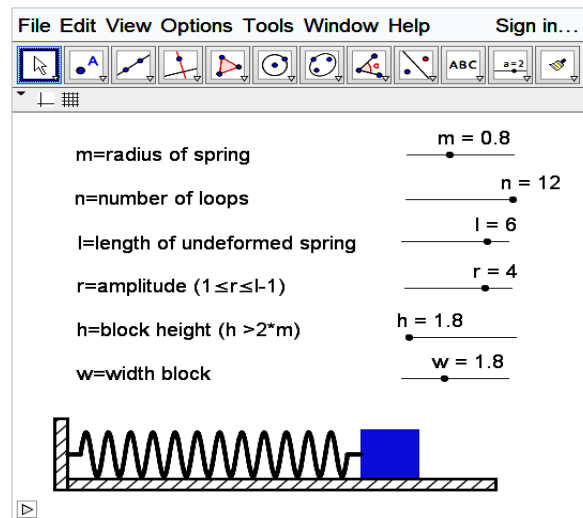 File Edit View Options Tools Window Help Sign in...
A α ABC a=2
m=radius of spring m = 0.8
n=number of loops n = 12
l=length of undeformed spring l = 6
r=amplitude (1≤r≤l-1) r = 4
h=block height (h >2*m) h = 1.8
w=width block w = 1.8